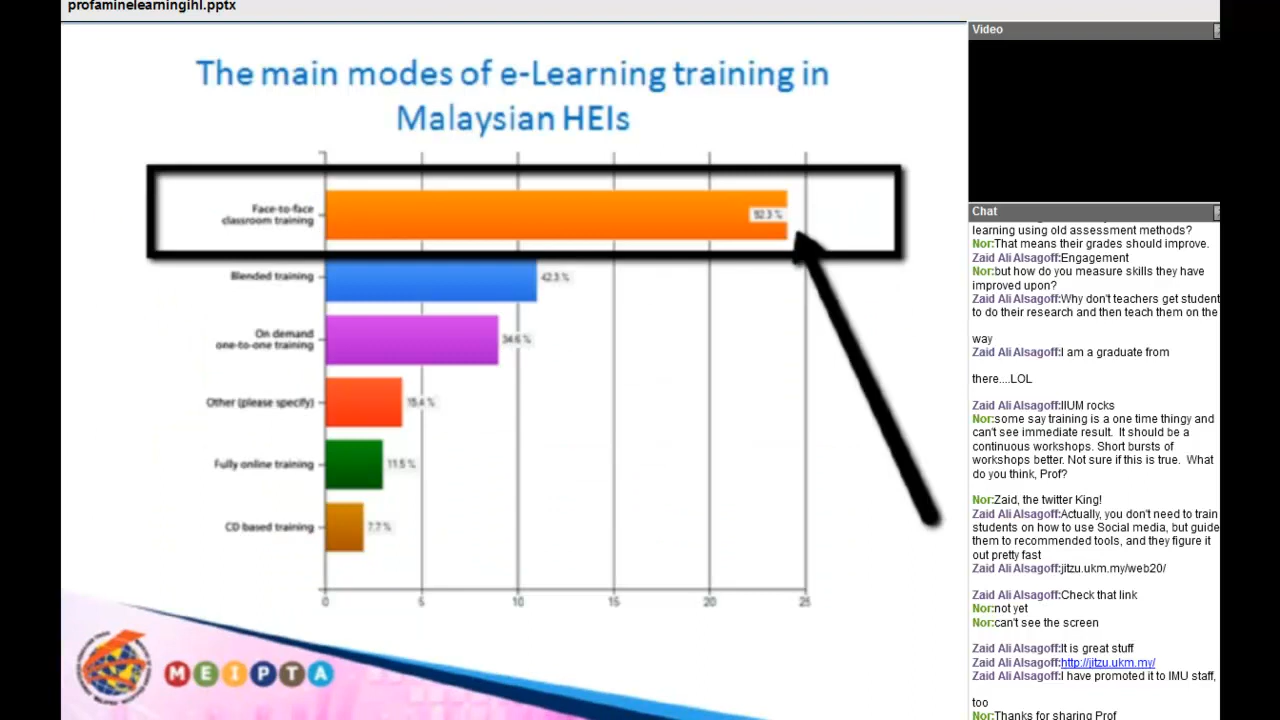 profaminelearningihl.pptx
The main modes of e-Learning training in
Malaysian HEIs
Face-to-face
classroom training
92.3 %
Blended training
42.3 %
On demand
one-to-one training
34.6 %
Other (please specify)
15.4 %
Fully online training
11.5 %
CD based training
7.7 %
0 5 10 15 20 25
MEIPTA
Video
Chat
learning using old assessment methods?
Nor:That means their grades should improve.
Zaid Ali Alsagoff:Engagement
Nor:but how do you measure skills they have
improved upon?
Zaid Ali Alsagoff:Why don't teachers get student
to do their research and then teach them on the
way
Zaid Ali Alsagoff:I am a graduate from
there....LOL
Zaid Ali Alsagoff:IIUM rocks
Nor:some say training is a one time thingy and
can't see immediate result. It should be a
continuous workshops. Short bursts of
workshops better. Not sure if this is true. What
do you think, Prof?
Nor:Zaid, the twitter King!
Zaid Ali Alsagoff:Actually, you don't need to train
students on how to use Social media, but guide
them to recommended tools, and they figure it
out pretty fast
Zaid Ali Alsagoff:jitzu.ukm.my/web20/
Zaid Ali Alsagoff:Check that link
Nor:not yet
Nor:can't see the screen
Zaid Ali Alsagoff:It is great stuff
Zaid Ali Alsagoff:http://jitzu.ukm.my/
Zaid Ali Alsagoff:I have promoted it to IMU staff,
too
Nor:Thanks for sharing Prof